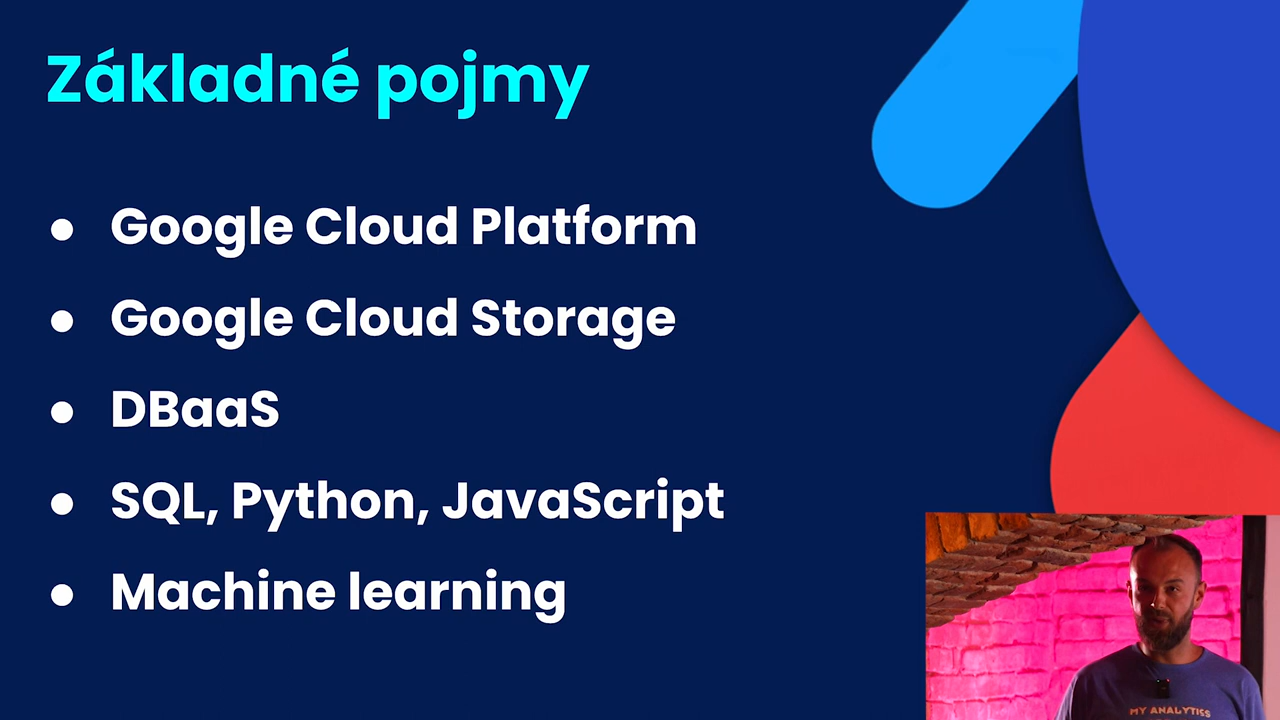 Základné pojmy
● Google Cloud Platform
● Google Cloud Storage
● DBaaS
● SQL, Python, JavaScript
● Machine learning
MY ANALYTICS